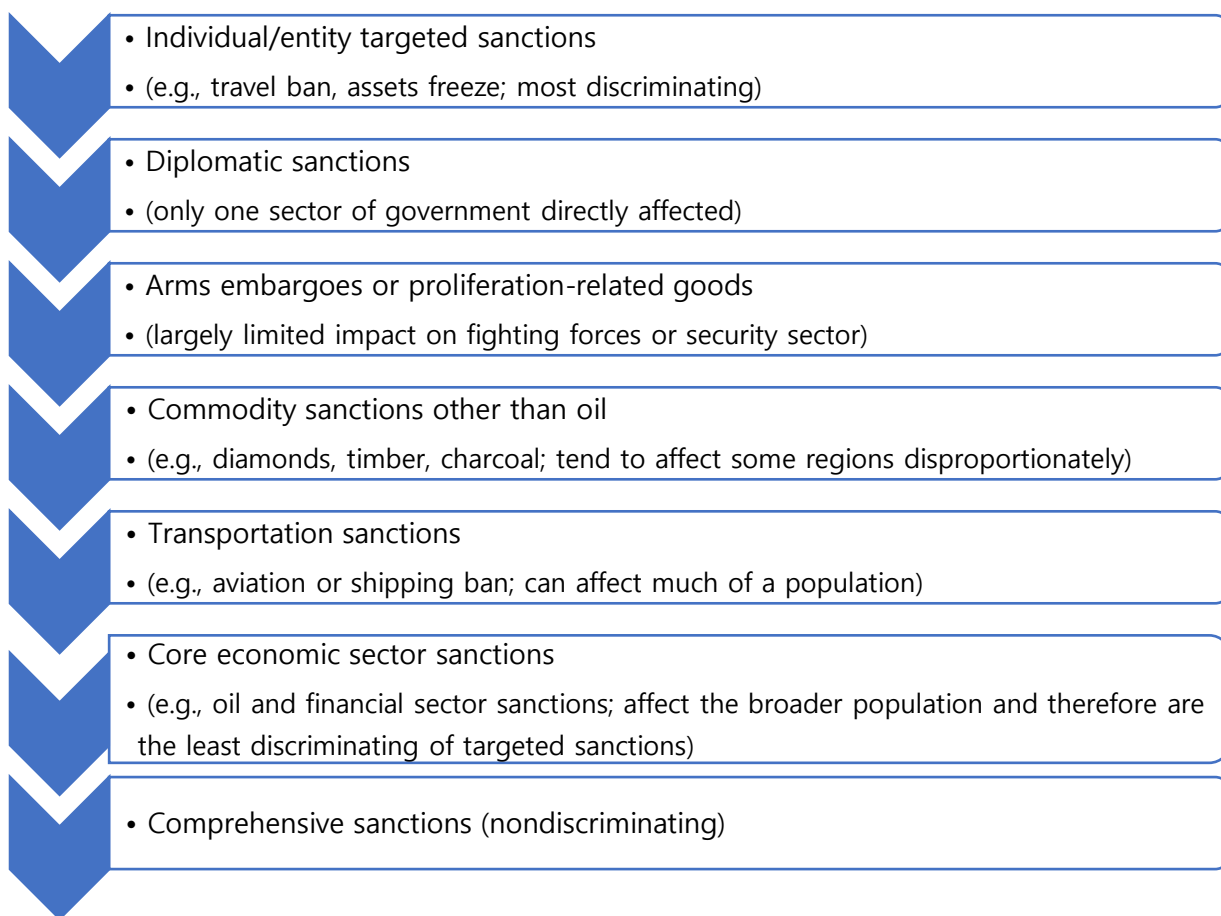 • Individual/entity targeted sanctions
• (e.g., travel ban, assets freeze; most discriminating)
• Diplomatic sanctions
• (only one sector of government directly affected)
• Arms embargoes or proliferation-related goods
• (largely limited impact on fighting forces or security sector)
• Commodity sanctions other than oil
• (e.g., diamonds, timber, charcoal; tend to affect some regions disproportionately)
• Transportation sanctions
• (e.g., aviation or shipping ban; can affect much of a population)
• Core economic sector sanctions
• (e.g., oil and financial sector sanctions; affect the broader population and therefore are
the least discriminating of targeted sanctions)
• Comprehensive sanctions (nondiscriminating)